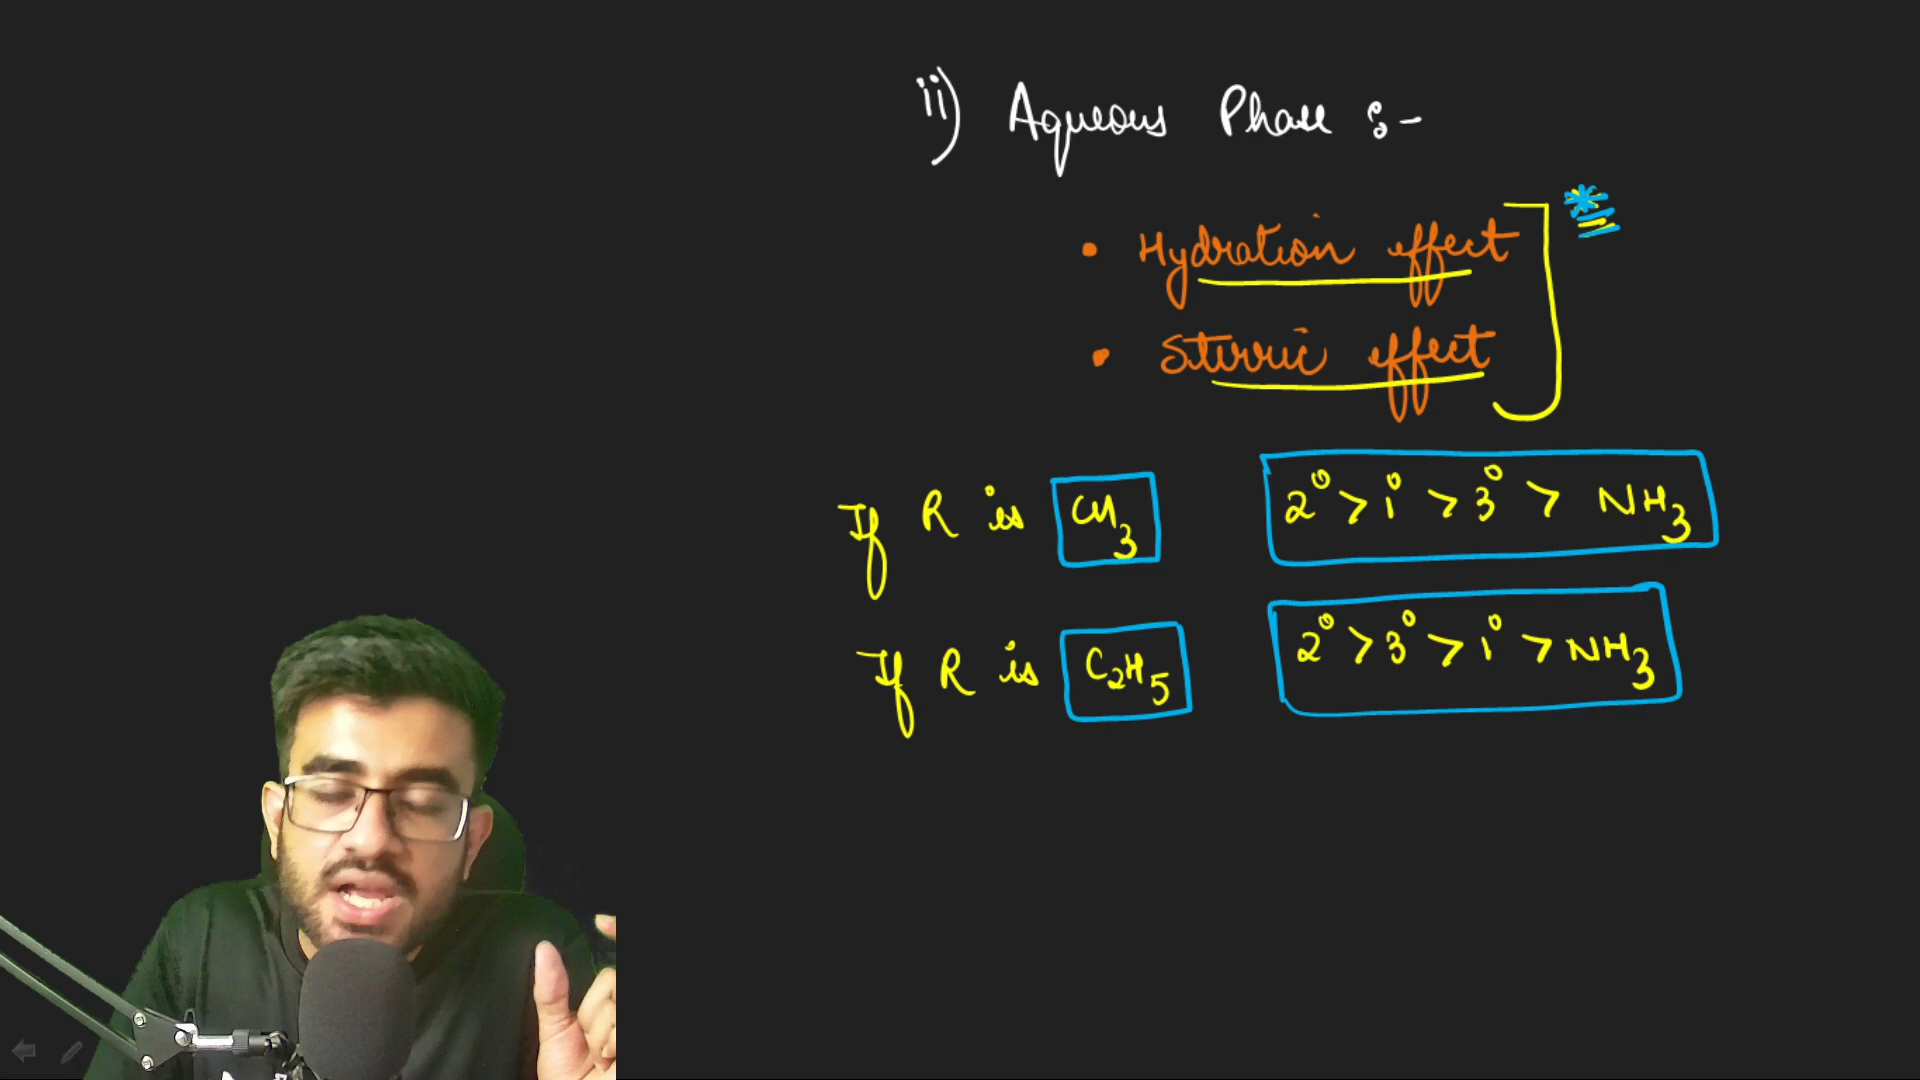 ii) Aqueous Phase :-
• Hydration effect
• Sterric effect
If R is CH3 2° > 1° > 3° > NH3
If R is C2H5 2° > 3° > 1° > NH3